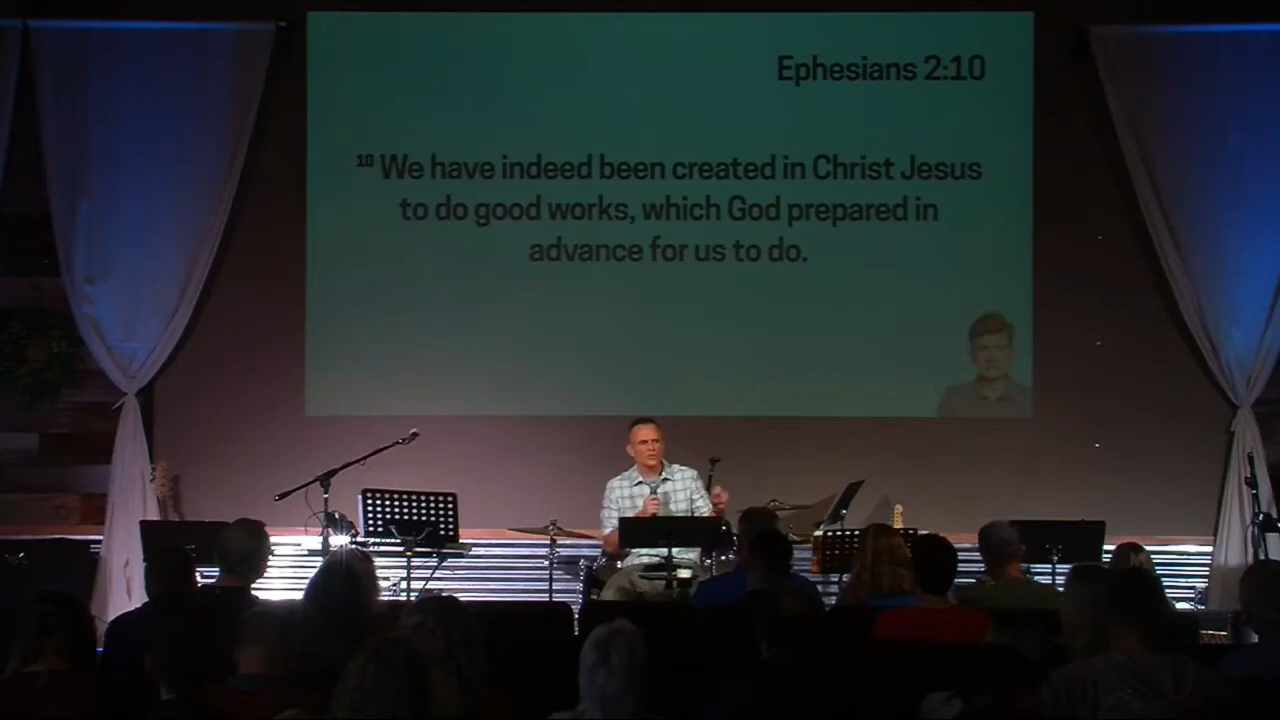 Ephesians 2:10
¹⁰ We have indeed been created in Christ Jesus
to do good works, which God prepared in
advance for us to do.